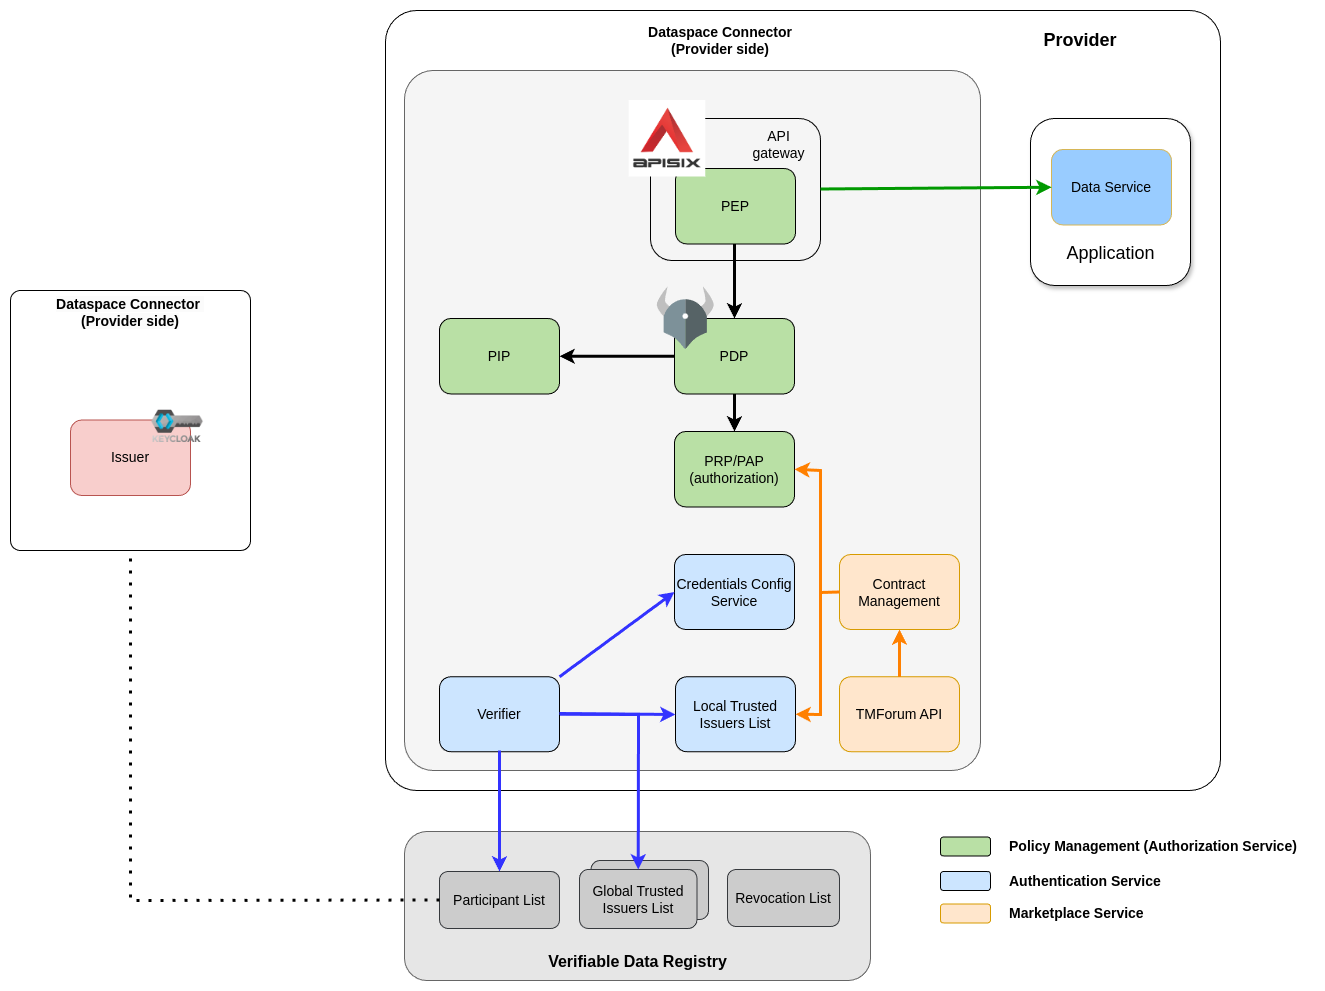 Dataspace Connector
(Provider side)
Provider
APISIX
API
gateway
PEP
Data Service
Application
Dataspace Connector
(Provider side)
KEYCLOAK
Issuer
PIP
PDP
PRP/PAP
(authorization)
Credentials Config
Service
Contract
Management
Verifier
Local Trusted
Issuers List
TMForum API
Participant List
Global Trusted
Issuers List
Revocation List
Verifiable Data Registry
Policy Management (Authorization Service)
Authentication Service
Marketplace Service